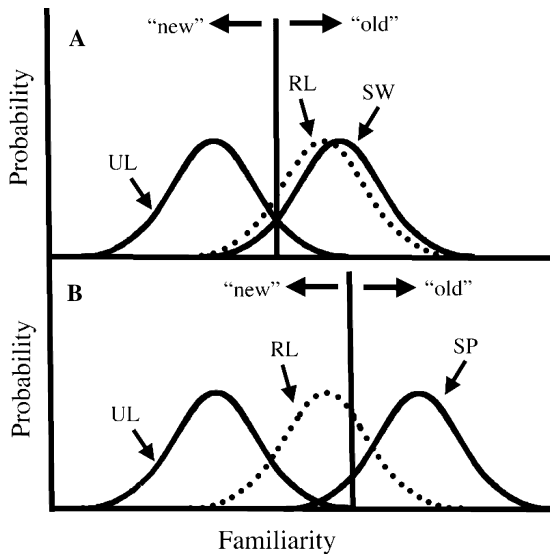 "new" "old"
A
RL
SW
UL
Probability
"new" "old"
B
RL
SP
UL
Probability
Familiarity